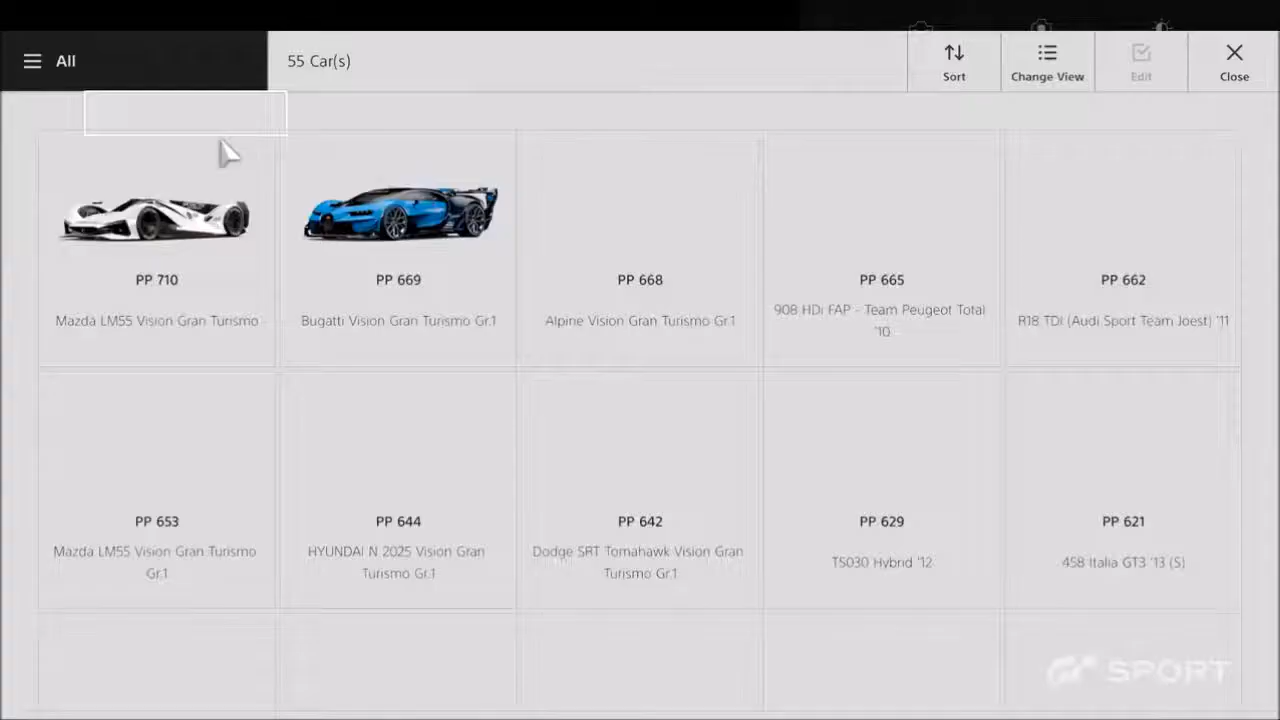 All
55 Car(s)
Sort
Change View
Edit
Close
PP 710
Mazda LM55 Vision Gran Turismo
PP 669
Bugatti Vision Gran Turismo Gr.1
PP 668
Alpine Vision Gran Turismo Gr.1
PP 665
908 HDi FAP - Team Peugeot Total
'10
PP 662
R18 TDI (Audi Sport Team Joest) '11
PP 653
Mazda LM55 Vision Gran Turismo
Gr.1
PP 644
HYUNDAI N 2025 Vision Gran
Turismo Gr.1
PP 642
Dodge SRT Tomahawk Vision Gran
Turismo Gr.1
PP 629
TS030 Hybrid '12
PP 621
458 Italia GT3 '13 (S)
GT SPORT